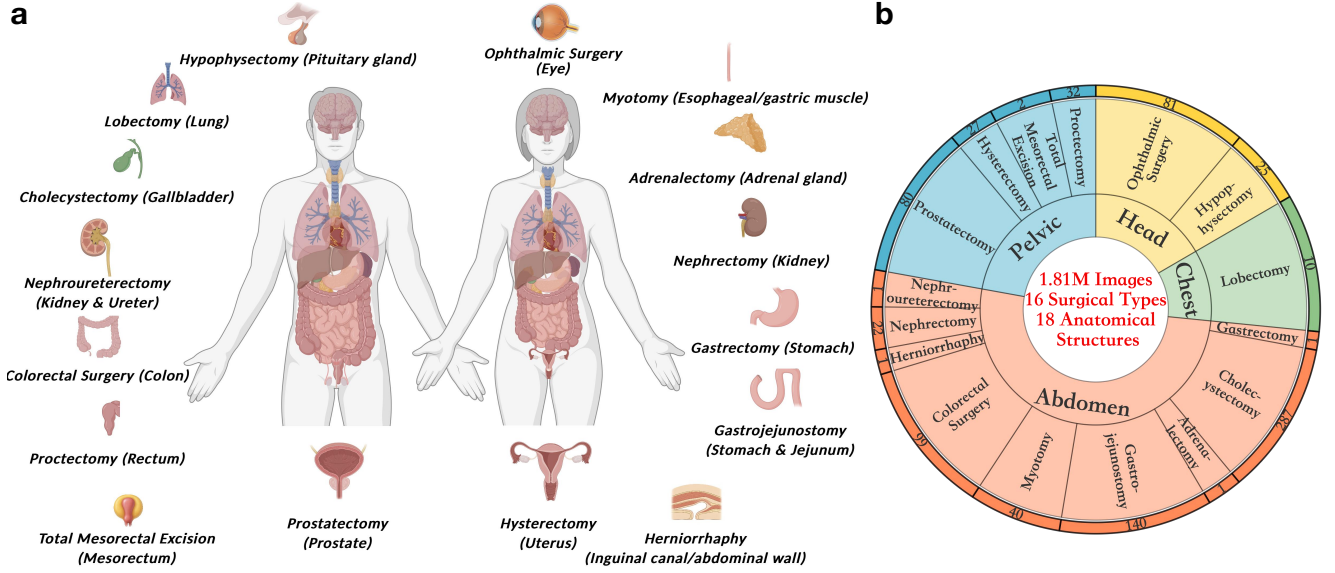 a
Hypophysectomy (Pituitary gland)
Ophthalmic Surgery
(Eye)
Lobectomy (Lung)
Myotomy (Esophageal/gastric muscle)
Cholecystectomy (Gallbladder)
Adrenalectomy (Adrenal gland)
Nephroureterectomy
(Kidney & Ureter)
Nephrectomy (Kidney)
Colorectal Surgery (Colon)
Gastrectomy (Stomach)
Proctectomy (Rectum)
Gastrojejunostomy
(Stomach & Jejunum)
Total Mesorectal Excision
(Mesorectum)
Prostatectomy
(Prostate)
Hysterectomy
(Uterus)
Herniorrhaphy
(Inguinal canal/abdominal wall)
b
1.81M Images
16 Surgical Types
18 Anatomical
Structures
Head
Chest
Abdomen
Pelvic
81
Ophthalmic
Surgery
25
Hypop-
hysectomy
10
Lobectomy
Gastrectomy
287
Cholec-
ystectomy
Adrena-
lectomy
140
Gastro-
jejunostomy
40
Myotomy
99
Colorectal
Surgery
Herniorrhaphy
22
Nephrectomy
1
Nephr-
oureterectomy
80
Prostatectomy
27
Hysterectomy
2
Total
Mesorectal
Excision
32
Proctectomy